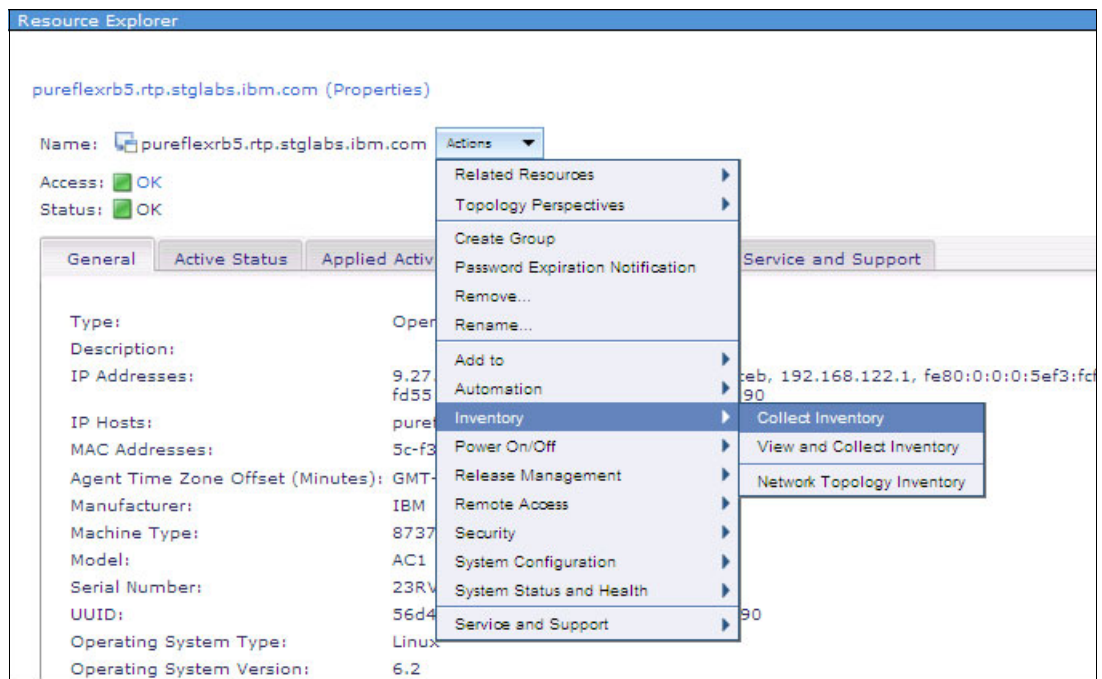 Resource Explorer
pureflexrb5.rtp.stglabs.ibm.com (Properties)
Name: pureflexrb5.rtp.stglabs.ibm.com Actions
Access: OK
Status: OK
Related Resources
Topology Perspectives
Create Group
Password Expiration Notification
Remove...
Rename...
Add to
Automation
Inventory
Power On/Off
Release Management
Remote Access
Security
System Configuration
System Status and Health
Service and Support
Collect Inventory
View and Collect Inventory
Network Topology Inventory
General Active Status Applied Activ Service and Support
Type: Oper
Description:
IP Addresses: 9.27. :eb, 192.168.122.1, fe80:0:0:0:5ef3:fcf
fd55 90
IP Hosts: puref
MAC Addresses: 5c-f3
Agent Time Zone Offset (Minutes): GMT-
Manufacturer: IBM
Machine Type: 8737
Model: AC1
Serial Number: 23RV
UUID: 56d4 90
Operating System Type: Linux
Operating System Version: 6.2